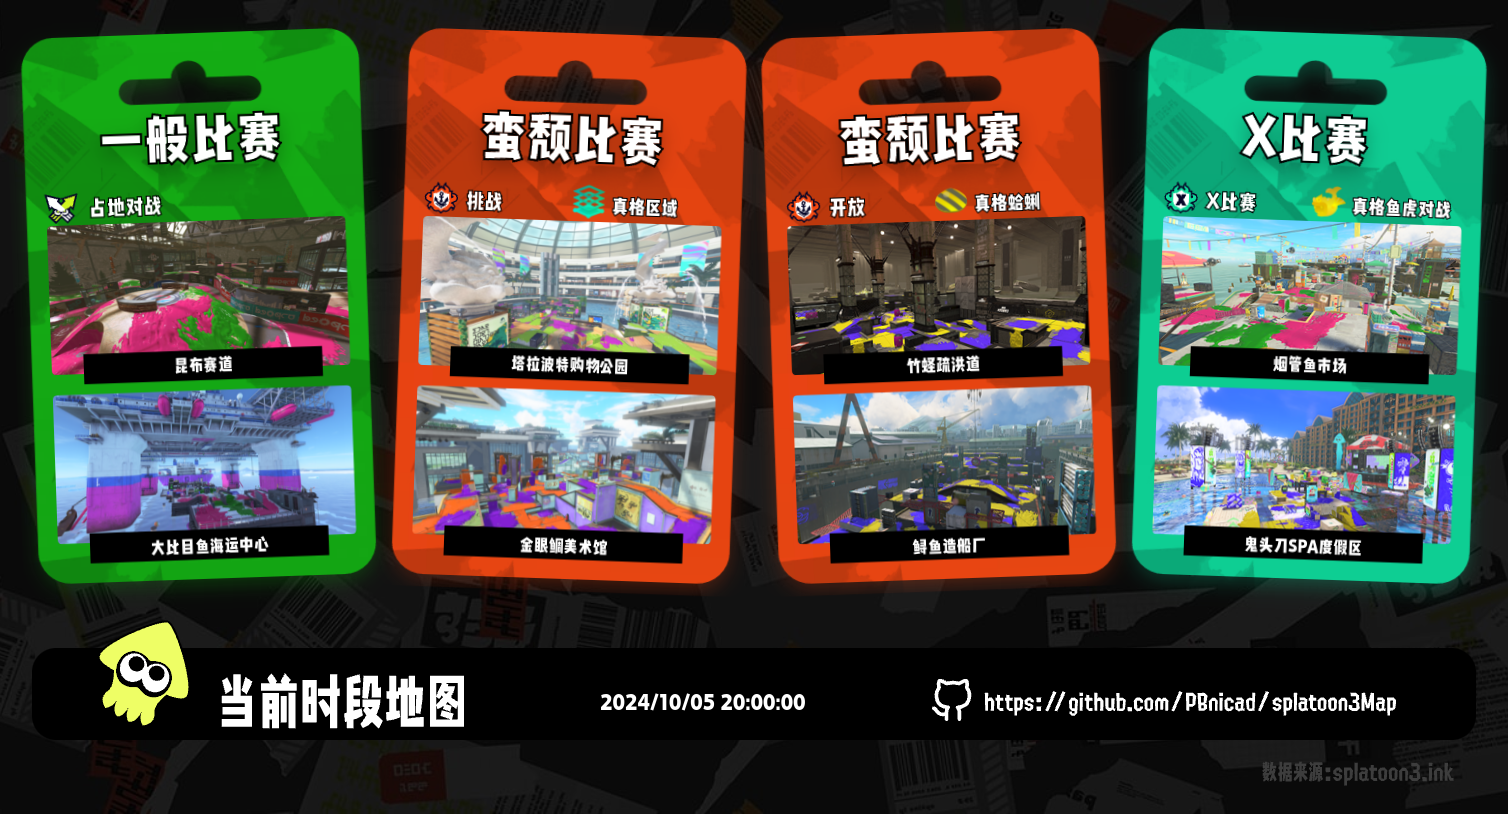 一般比赛
占地对战
昆布赛道
大比目鱼海运中心
蛮颓比赛
挑战
真格区域
塔拉波特购物公园
金眼鲷美术馆
蛮颓比赛
开放
真格蛤蜊
竹蛏疏洪道
鲟鱼造船厂
X比赛
X比赛
真格鱼虎对战
烟管鱼市场
鬼头刀SPA度假区
当前时段地图
2024/10/05 20:00:00
https://github.com/PBnicad/splatoon3Map
数据来源:splatoon3.ink